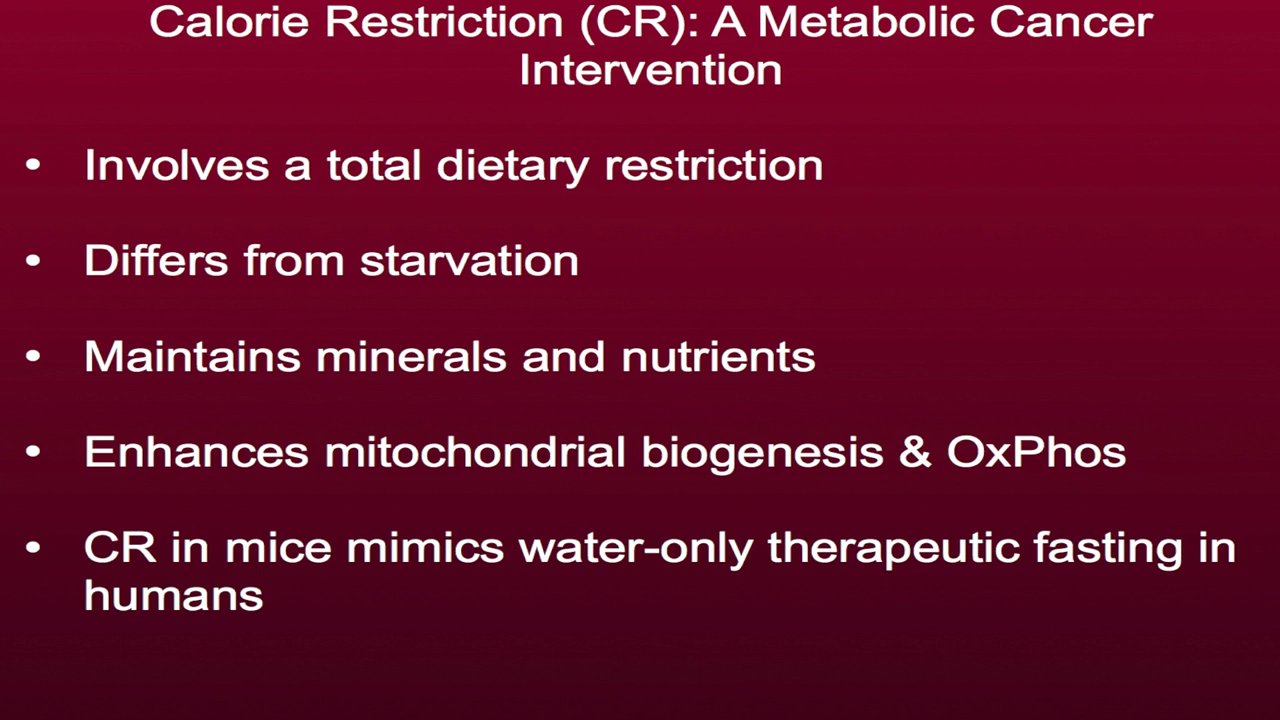 Calorie Restriction (CR): A Metabolic Cancer
Intervention
• Involves a total dietary restriction
• Differs from starvation
• Maintains minerals and nutrients
• Enhances mitochondrial biogenesis & OxPhos
• CR in mice mimics water-only therapeutic fasting in
humans